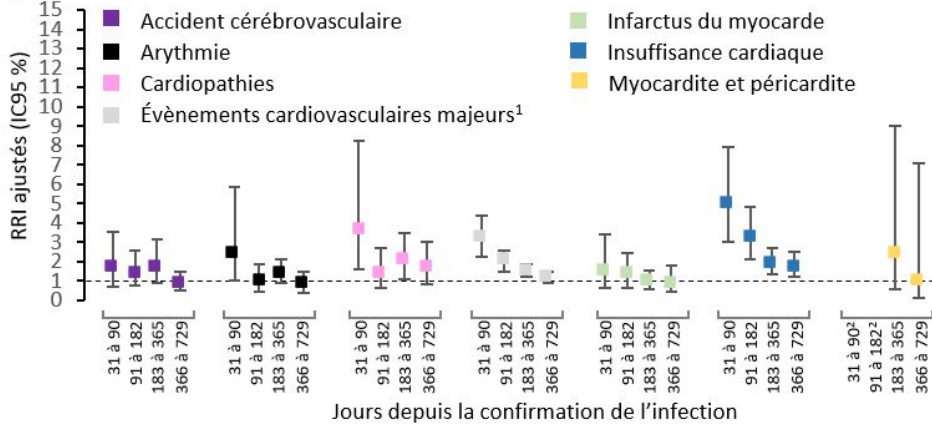 RRI ajustés (IC95 %)
15
14
13
12
11
10
9
8
7
6
5
4
3
2
1
0
Accident cérébrovasculaire
Arythmie
Cardiopathies
Évènements cardiovasculaires majeurs¹
Infarctus du myocarde
Insuffisance cardiaque
Myocardite et péricardite
31 à 90
91 à 182
183 à 365
366 à 729
31 à 90
91 à 182
183 à 365
366 à 729
31 à 90
91 à 182
183 à 365
366 à 729
31 à 90
91 à 182
183 à 365
366 à 729
31 à 90
91 à 182
183 à 365
366 à 729
31 à 90
91 à 182
183 à 365
366 à 729
31 à 90²
91 à 182²
183 à 365
366 à 729
Jours depuis la confirmation de l’infection